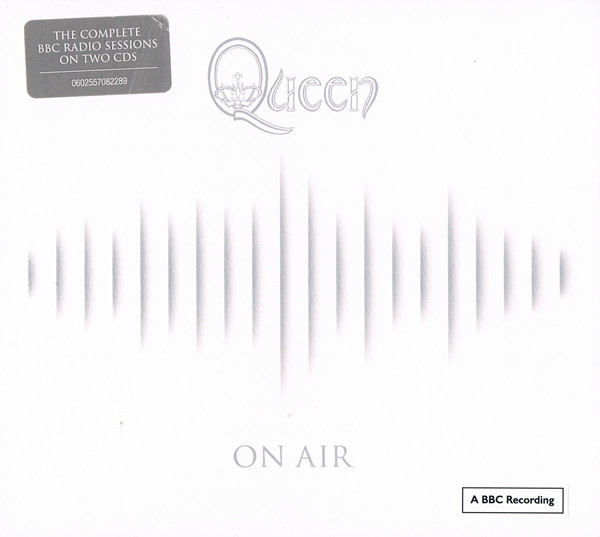 THE COMPLETE
BBC RADIO SESSIONS
ON TWO CDS
0602557082289
Queen
ON AIR
A BBC Recording